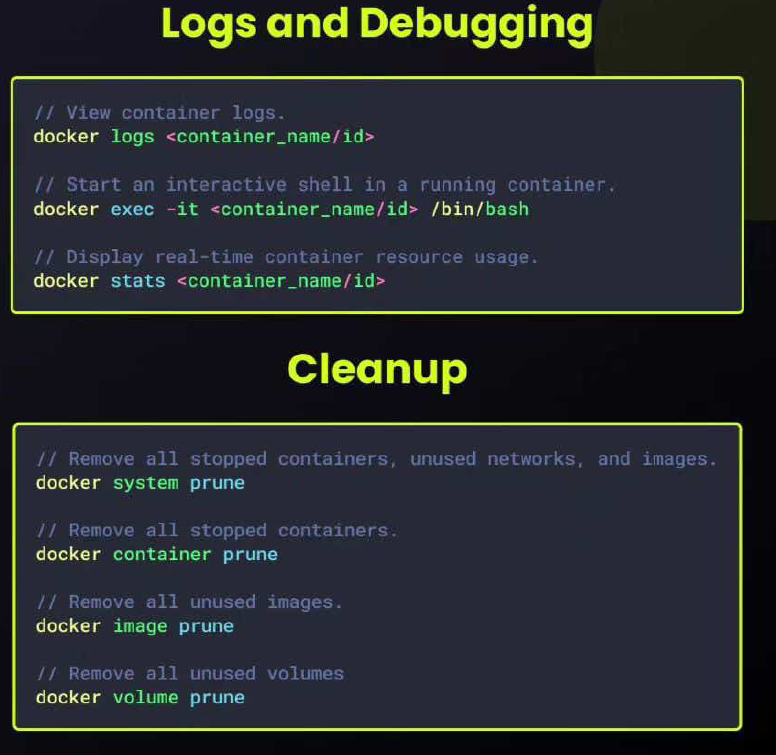 Logs and Debugging
// View container logs.
docker logs <container_name/id>
// Start an interactive shell in a running container.
docker exec -it <container_name/id> /bin/bash
// Display real-time container resource usage.
docker stats <container_name/id>
Cleanup
// Remove all stopped containers, unused networks, and images.
docker system prune
// Remove all stopped containers.
docker container prune
// Remove all unused images.
docker image prune
// Remove all unused volumes
docker volume prune